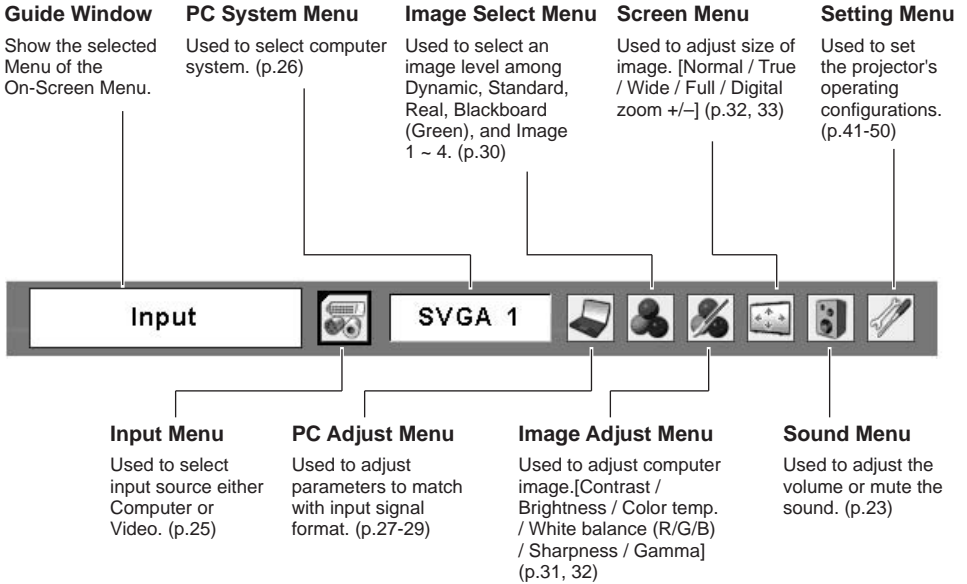 Guide Window
Show the selected
Menu of the
On-Screen Menu.
PC System Menu
Used to select computer
system. (p.26)
Image Select Menu
Used to select an
image level among
Dynamic, Standard,
Real, Blackboard
(Green), and Image
1 ~ 4. (p.30)
Screen Menu
Used to adjust size of
image. [Normal / True
/ Wide / Full / Digital
zoom +/–] (p.32, 33)
Setting Menu
Used to set
the projector's
operating
configurations.
(p.41-50)
Input
SVGA 1
Input Menu
Used to select
input source either
Computer or
Video. (p.25)
PC Adjust Menu
Used to adjust
parameters to match
with input signal
format. (p.27-29)
Image Adjust Menu
Used to adjust computer
image.[Contrast /
Brightness / Color temp.
/ White balance (R/G/B)
/ Sharpness / Gamma]
(p.31, 32)
Sound Menu
Used to adjust the
volume or mute the
sound. (p.23)